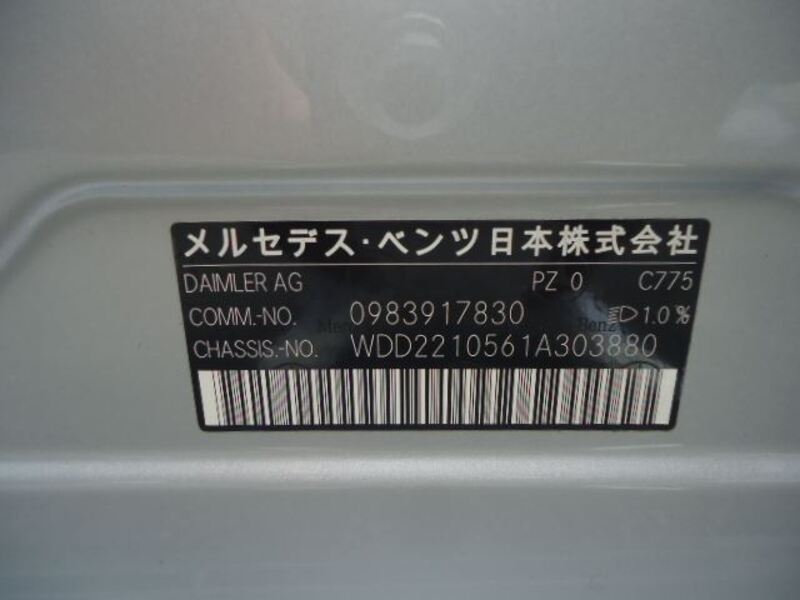 メルセデス・ベンツ日本株式会社
DAIMLER AG PZ 0 C775
COMM.-NO. 0983917830 1.0%
CHASSIS.-NO. WDD2210561A303880